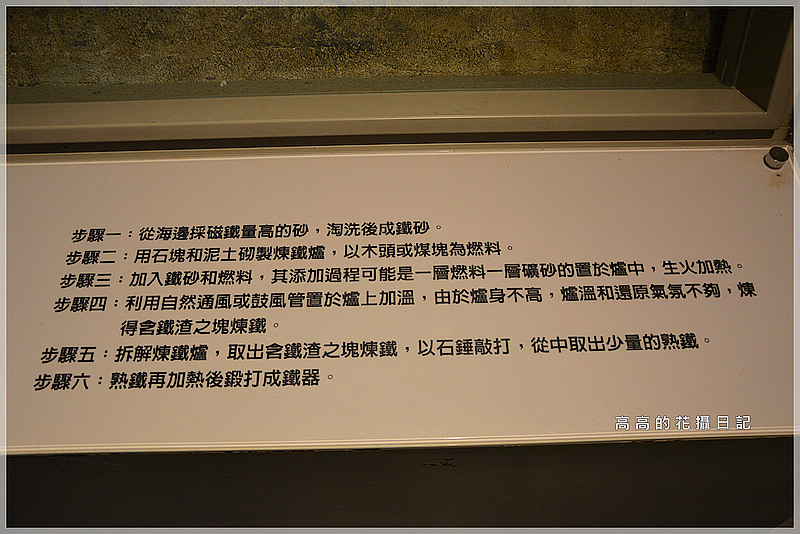 步驟一：從海邊採磁鐵量高的砂，淘洗後成鐵砂。
步驟二：用石塊和泥土砌製煉鐵爐，以木頭或煤塊為燃料。
步驟三：加入鐵砂和燃料，其添加過程可能是一層燃料一層礦砂的置於爐中，生火加熱。
步驟四：利用自然通風或鼓風管置於爐上加溫，由於爐身不高，爐溫和還原氣氛不夠，煉
得含鐵渣之塊煉鐵。
步驟五：拆解煉鐵爐，取出含鐵渣之塊煉鐵，以石錘敲打，從中取出少量的熟鐵。
步驟六：熟鐵再加熱後鍛打成鐵器。
高高的花攝日記